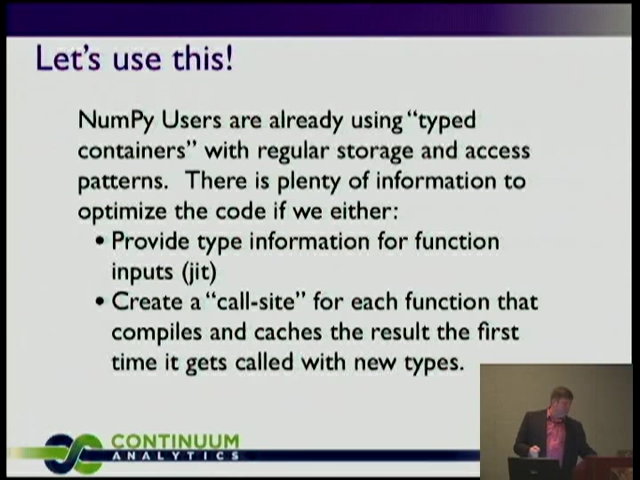 Let's use this!
NumPy Users are already using “typed
containers” with regular storage and access
patterns. There is plenty of information to
optimize the code if we either:
• Provide type information for function
inputs (jit)
• Create a “call-site” for each function that
compiles and caches the result the first
time it gets called with new types.
CONTINUUM
ANALYTICS